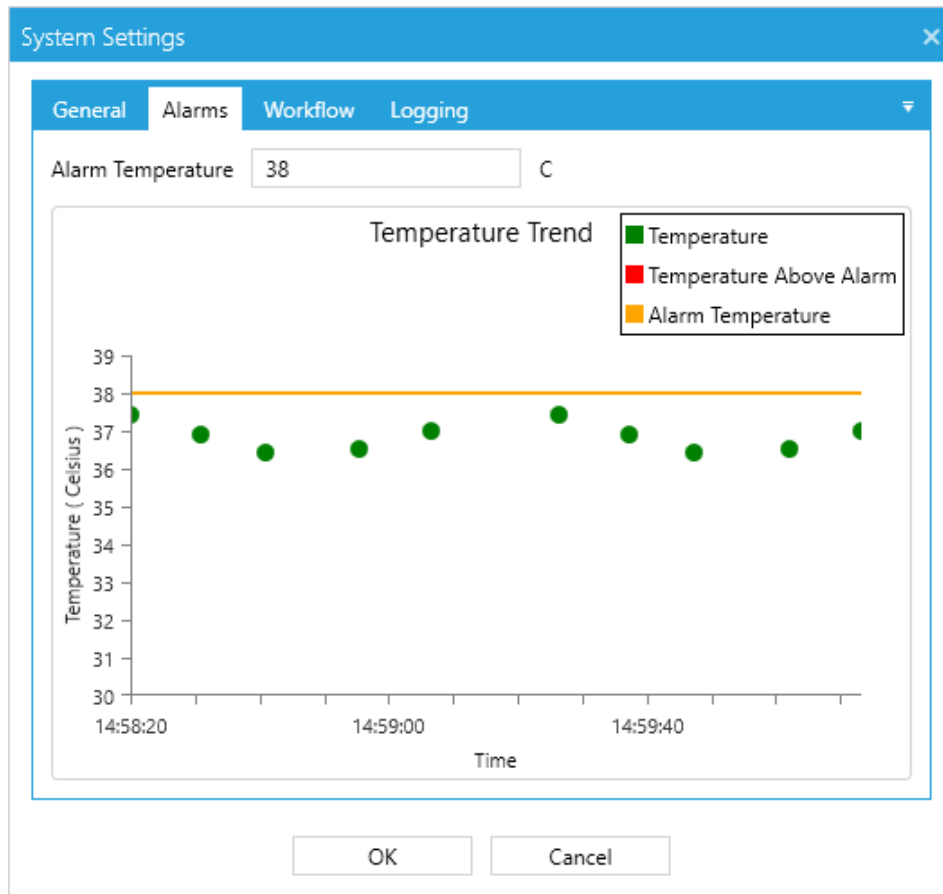 System Settings
General Alarms Workflow Logging
Alarm Temperature 38 C
Temperature Trend
Temperature
Temperature Above Alarm
Alarm Temperature
39
38
37
36
35
34
33
32
31
30
Temperature ( Celsius )
14:58:20 14:59:00 14:59:40
Time
OK Cancel